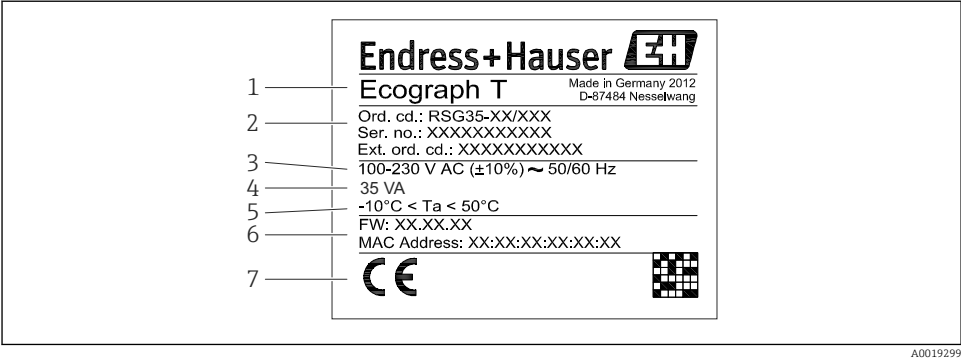 Endress+Hauser EH
1 Ecograph T
Made in Germany 2012
D-87484 Nesselwang
2 Ord. cd.: RSG35-XX/XXX
Ser. no.: XXXXXXXXXXX
Ext. ord. cd.: XXXXXXXXXXX
3 100-230 V AC (±10%) ~ 50/60 Hz
4 35 VA
5 -10°C < Ta < 50°C
6 FW: XX.XX.XX
MAC Address: XX:XX:XX:XX:XX:XX
7 CE
A0019299